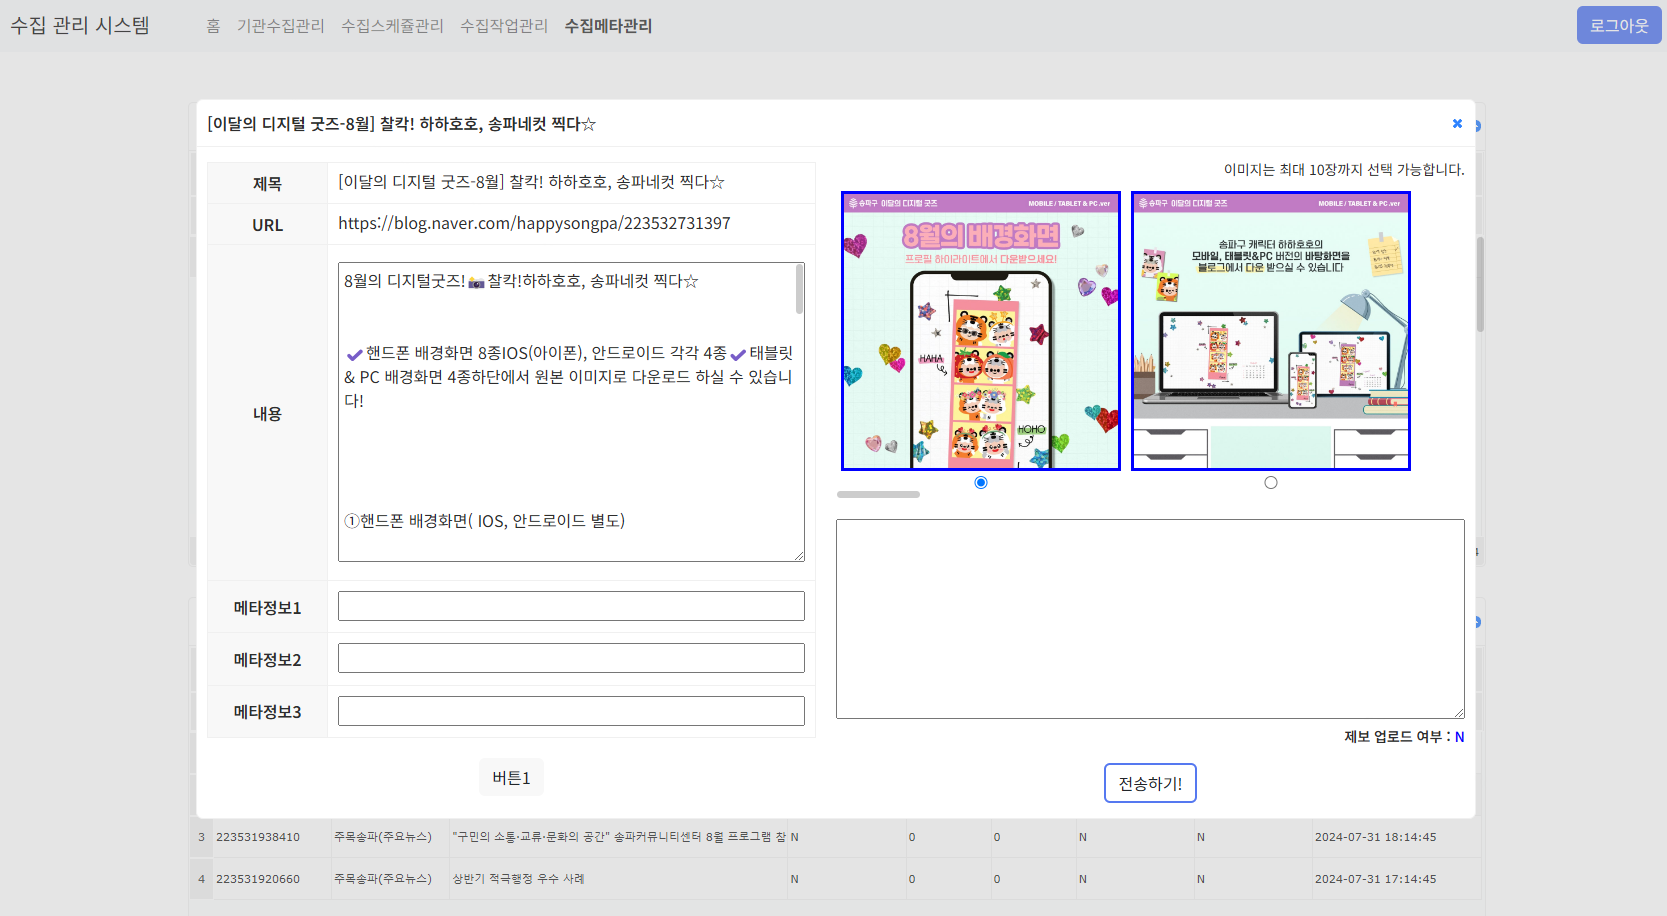 수집 관리 시스템
홈 기관수집관리 수집스케쥴관리 수집작업관리 수집메타관리
로그아웃
[이달의 디지털 굿즈-8월] 찰칵! 하하호호, 송파네컷 찍다☆
제목 [이달의 디지털 굿즈-8월] 찰칵! 하하호호, 송파네컷 찍다☆
URL https://blog.naver.com/happysongpa/223532731397
내용
8월의 디지털굿즈!📸찰칵!하하호호, 송파네컷 찍다☆
✔핸드폰 배경화면 8종IOS(아이폰), 안드로이드 각각 4종✔태블릿
& PC 배경화면 4종하단에서 원본 이미지로 다운로드 하실 수 있습니
다!
①핸드폰 배경화면( IOS, 안드로이드 별도)
메타정보1
메타정보2
메타정보3
버튼1
이미지는 최대 10장까지 선택 가능합니다.
송파구 이달의 디지털 굿즈 MOBILE / TABLET & PC.ver
8월의 배경화면
프로필 하이라이트에서 다운받으세요!
HAHA
HOHO
송파구 이달의 디지털 굿즈 MOBILE / TABLET & PC.ver
송파구 캐릭터 하하호호의
모바일, 태블릿&PC 버전의 바탕화면을
블로그에서 다운 받으실 수 있습니다
제보 업로드 여부 : N
전송하기!
4
3 223531938410 주목송파(주요뉴스) "구민의 소통·교류·문화의 공간" 송파커뮤니티센터 8월 프로그램 참 N 0 0 N N 2024-07-31 18:14:45
4 223531920660 주목송파(주요뉴스) 상반기 적극행정 우수 사례 N 0 0 N N 2024-07-31 17:14:45